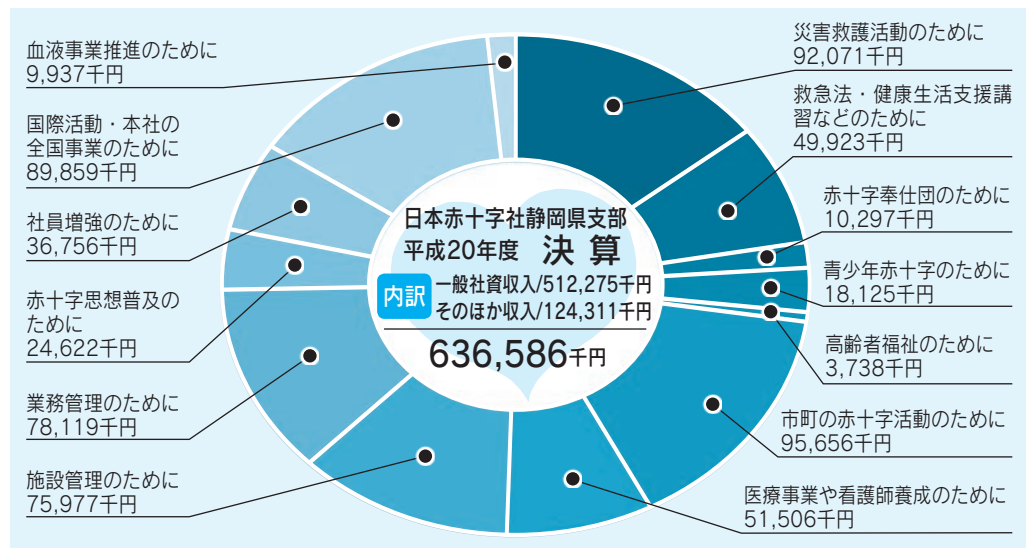 災害救護活動のために
92,071千円
救急法・健康生活支援講
習などのために
49,923千円
赤十字奉仕団のために
10,297千円
青少年赤十字のために
18,125千円
高齢者福祉のために
3,738千円
市町の赤十字活動のために
95,656千円
医療事業や看護師養成のために
51,506千円
血液事業推進のために
9,937千円
国際活動・本社の
全国事業のために
89,859千円
社員増強のために
36,756千円
赤十字思想普及の
ために
24,622千円
業務管理のために
78,119千円
施設管理のために
75,977千円
日本赤十字社静岡県支部
平成20年度 決算
内訳
一般社資収入/512,275千円
そのほか収入/124,311千円
636,586千円